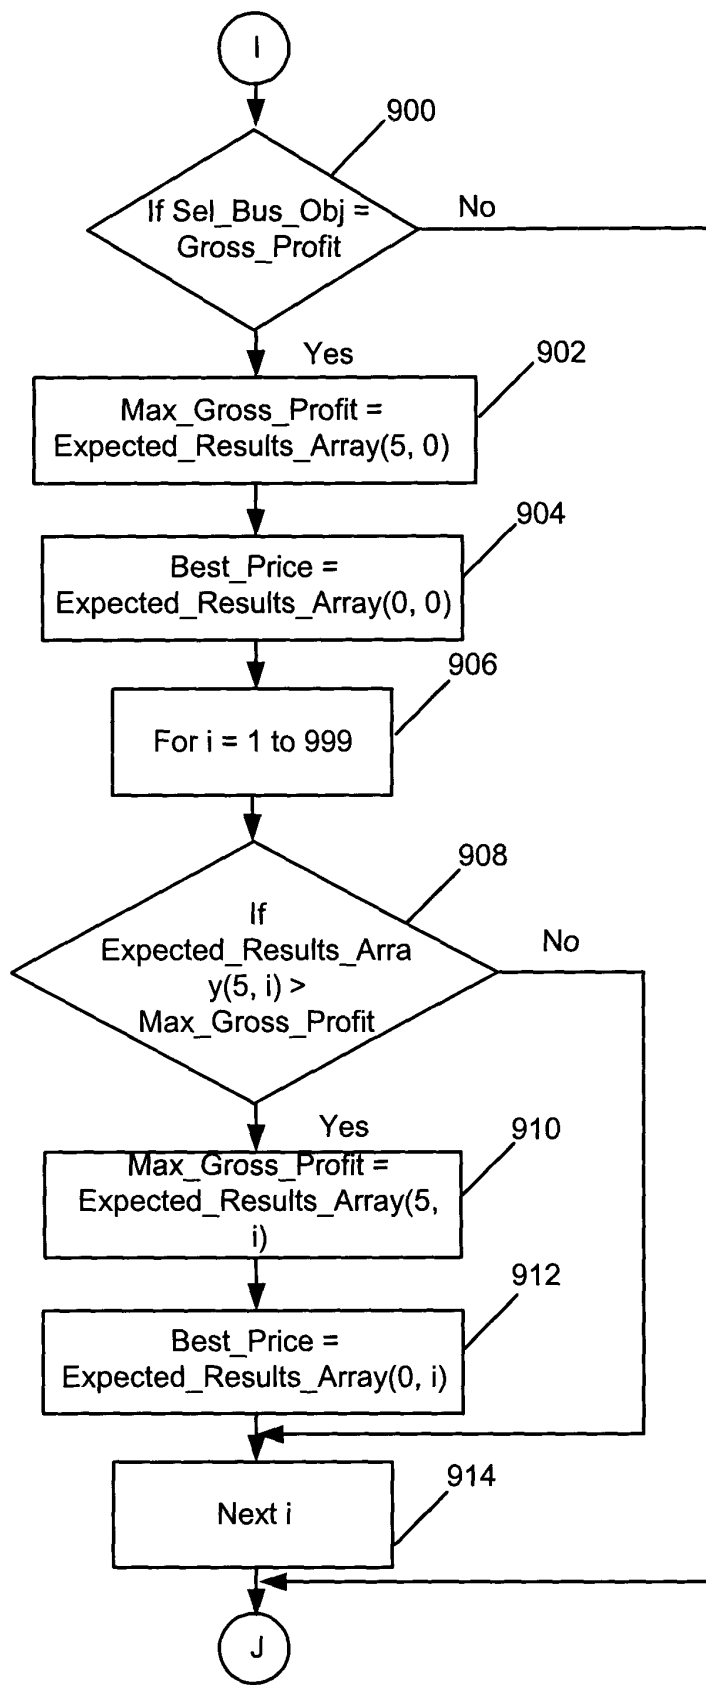 I
900
If Sel_Bus_Obj =
Gross_Profit
No
Yes
902
Max_Gross_Profit =
Expected_Results_Array(5, 0)
904
Best_Price =
Expected_Results_Array(0, 0)
906
For i = 1 to 999
908
If
Expected_Results_Arra
y(5, i) >
Max_Gross_Profit
No
Yes
910
Max_Gross_Profit =
Expected_Results_Array(5,
i)
912
Best_Price =
Expected_Results_Array(0, i)
914
Next i
J